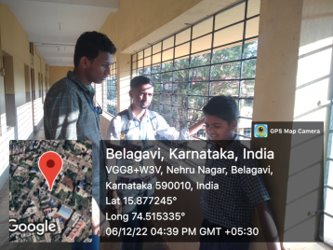 GPS Map Camera
Belagavi, Karnataka, India
VGG8+W3V, Nehru Nagar, Belagavi,
Karnataka 590010, India
Lat 15.877245°
Long 74.515335°
06/12/22 04:39 PM GMT +05:30
Google